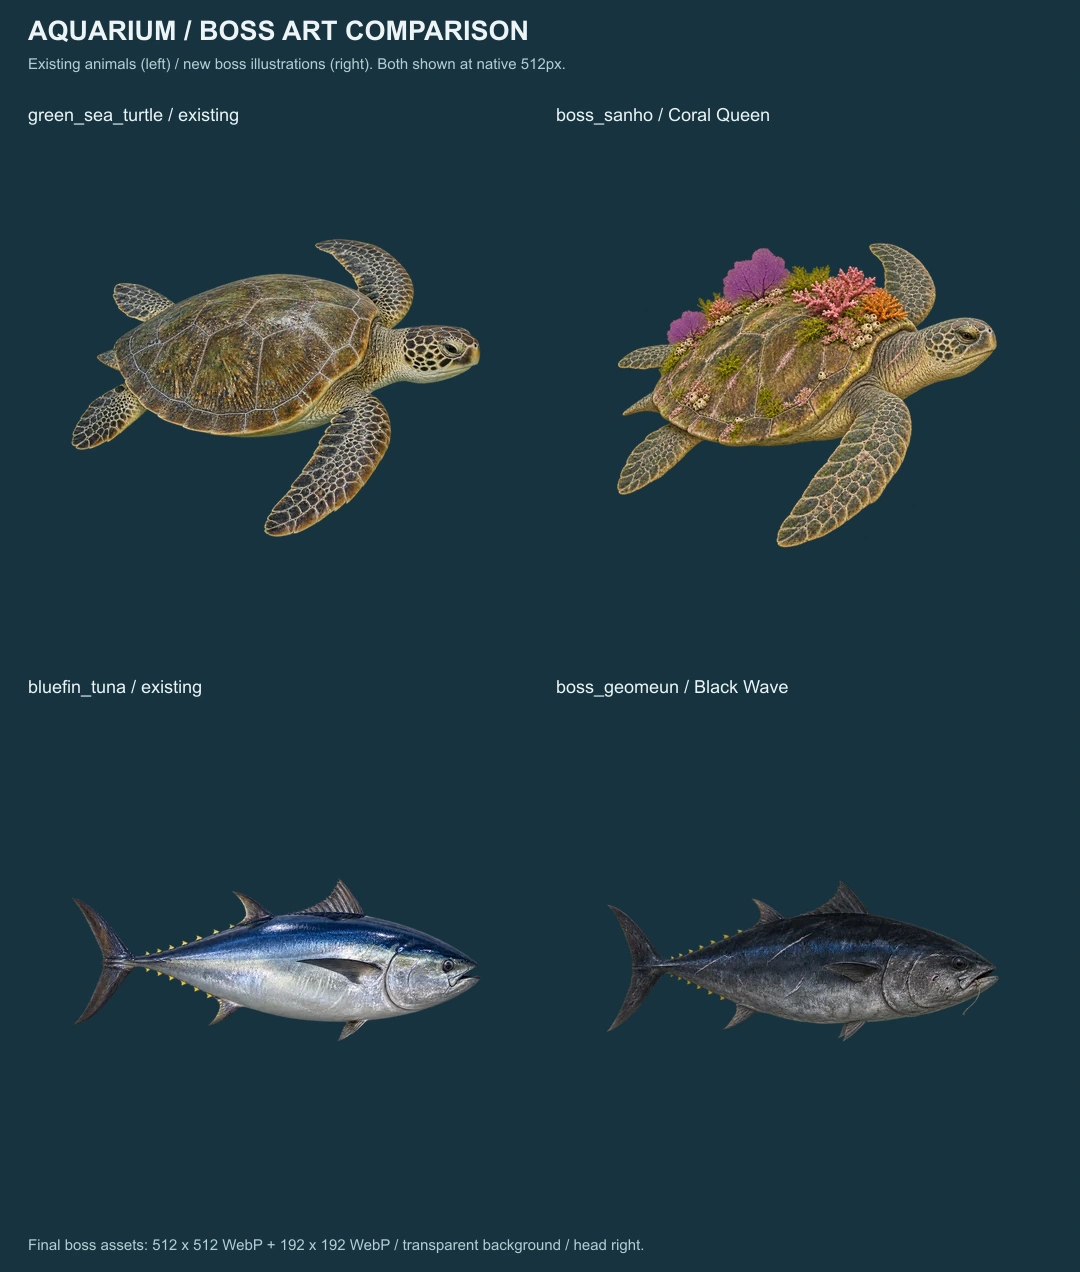 AQUARIUM / BOSS ART COMPARISON
Existing animals (left) / new boss illustrations (right). Both shown at native 512px.
green_sea_turtle / existing
boss_sanho / Coral Queen
bluefin_tuna / existing
boss_geomeun / Black Wave
Final boss assets: 512 x 512 WebP + 192 x 192 WebP / transparent background / head right.